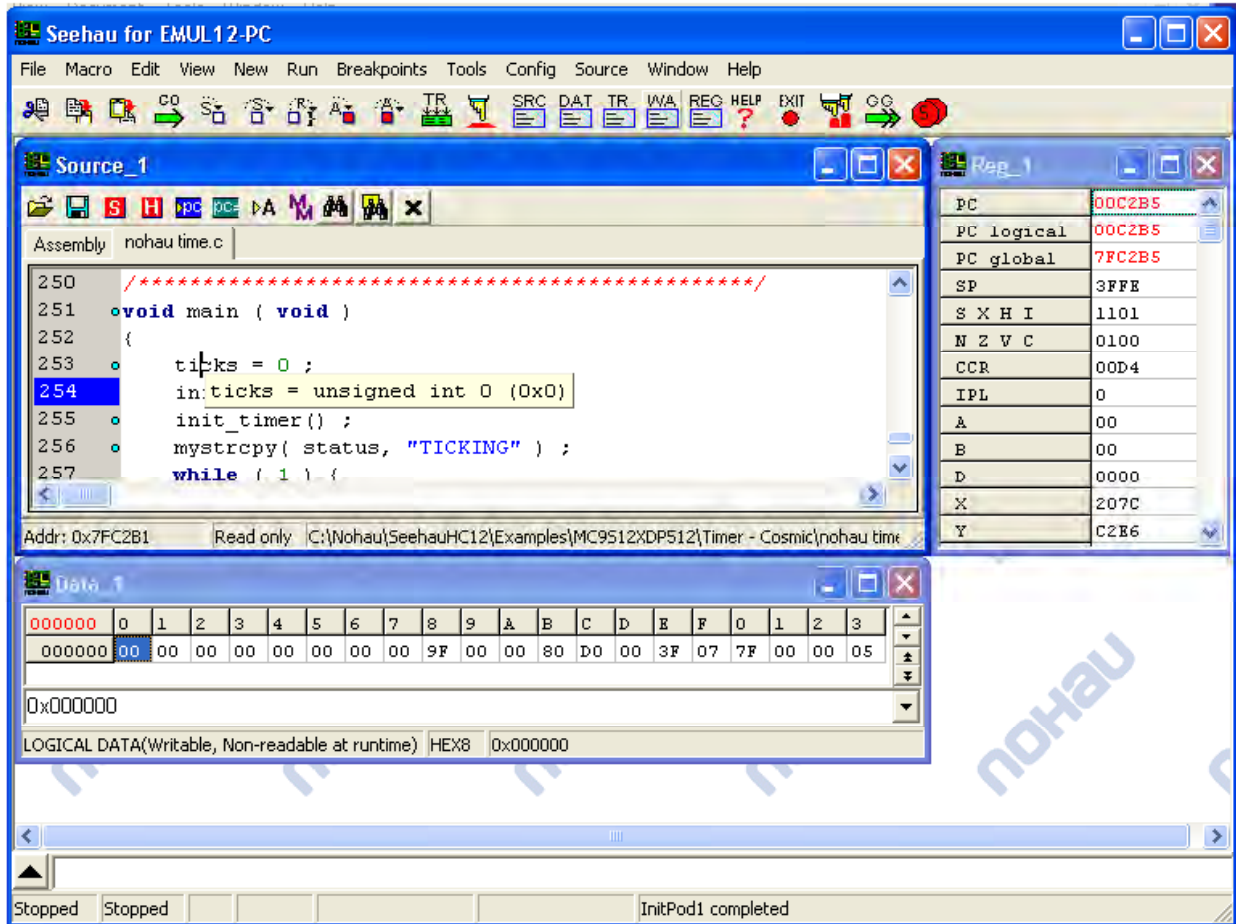 View Document Tools Window Help
Seehau for EMUL12-PC
File Macro Edit View New Run Breakpoints Tools Config Source Window Help
GO S S R A A TR SRC DAT TR WA REG HELP EXIT GG S
Source_1
S H pc pc= A M M
Assembly nohau time.c
250 /**************************************************/
251 void main ( void )
252 {
253 ticks = 0 ;
254 in
ticks = unsigned int 0 (0x0)
255 init_timer() ;
256 mystrcpy( status, "TICKING" ) ;
257 while ( 1 ) {
Addr: 0x7FC2B1 Read only C:\Nohau\SeehauHC12\Examples\MC9S12XDP512\Timer - Cosmic\nohau time
Reg_1
PC 00C2B5
PC logical 00C2B5
PC global 7FC2B5
SP 3FFE
S X H I 1101
N Z V C 0100
CCR 00D4
IPL 0
A 00
B 00
D 0000
X 207C
Y C2E6
Data_1
000000 0 1 2 3 4 5 6 7 8 9 A B C D E F 0 1 2 3
000000 00 00 00 00 00 00 00 00 9F 00 00 80 D0 00 3F 07 7F 00 00 05
0x000000
LOGICAL DATA(Writable, Non-readable at runtime) HEX8 0x000000
nohau
Stopped Stopped InitPod1 completed